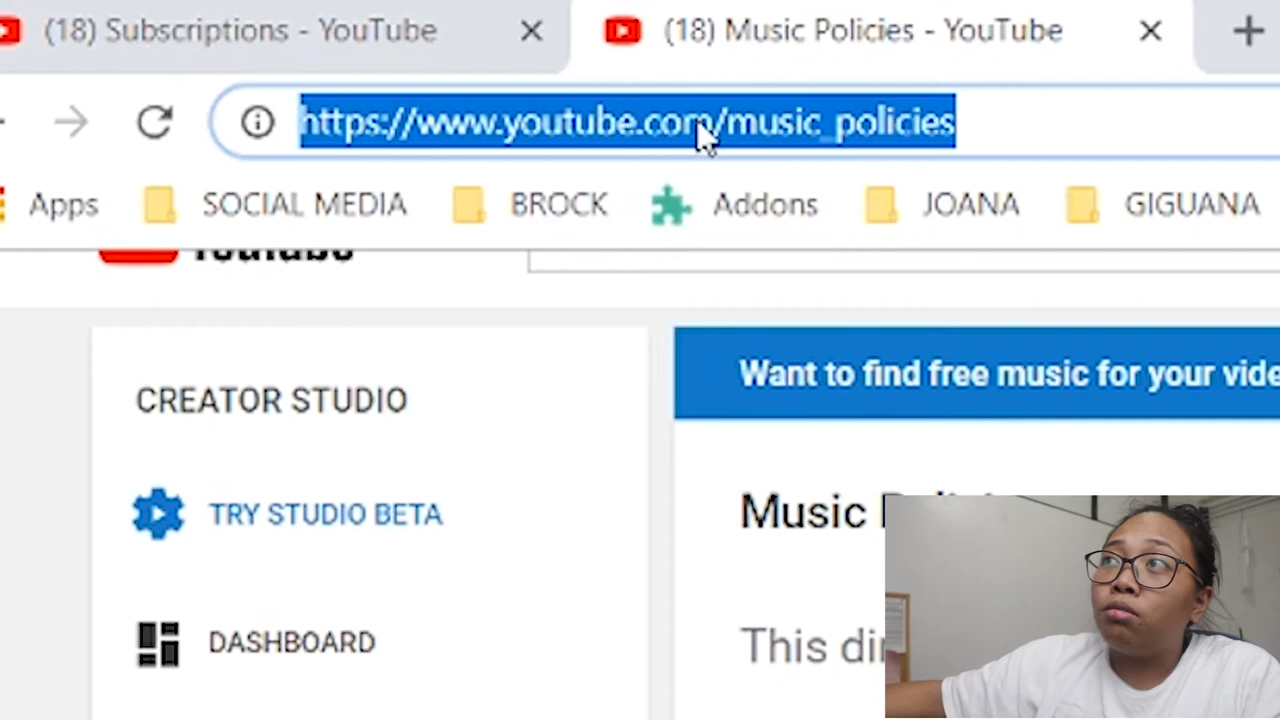 (18) Subscriptions - YouTube
(18) Music Policies - YouTube
https://www.youtube.com/music_policies
Apps
SOCIAL MEDIA
BROCK
Addons
JOANA
GIGUANA
YouTube
Want to find free music for your vide
CREATOR STUDIO
Music
TRY STUDIO BETA
DASHBOARD
This